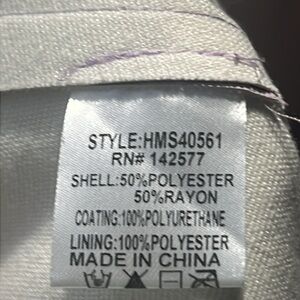 STYLE:HMS40561
RN# 142577
SHELL:50%POLYESTER
50%RAYON
COATING:100%POLYURETHANE
LINING:100%POLYESTER
MADE IN CHINA